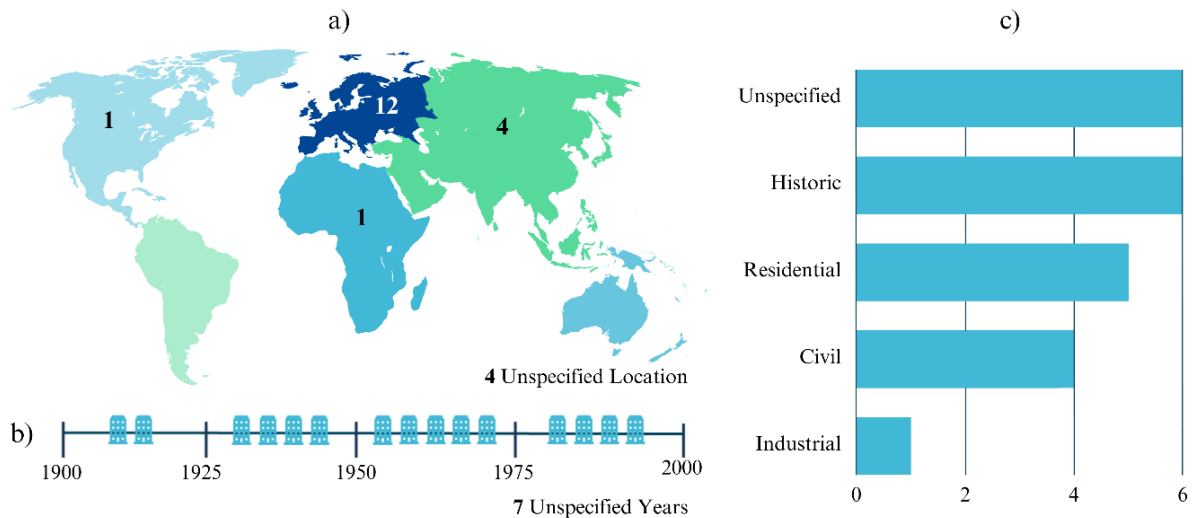 a)
1
12
4
1
4 Unspecified Location
b)
1900
1925
1950
1975
2000
7 Unspecified Years
c)
Unspecified
Historic
Residential
Civil
Industrial
0 2 4 6